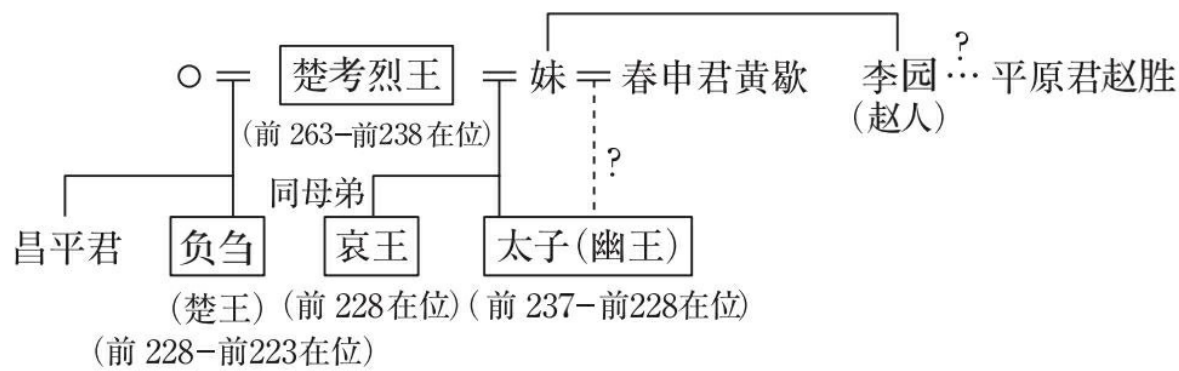 ?
○ 楚考烈王 妹 春申君黄歇 李园…平原君赵胜
(前 263-前238在位) (赵人)
?
同母弟
昌平君 负刍 哀王 太子(幽王)
(楚王) (前 228在位) (前 237-前228在位)
(前 228-前223在位)